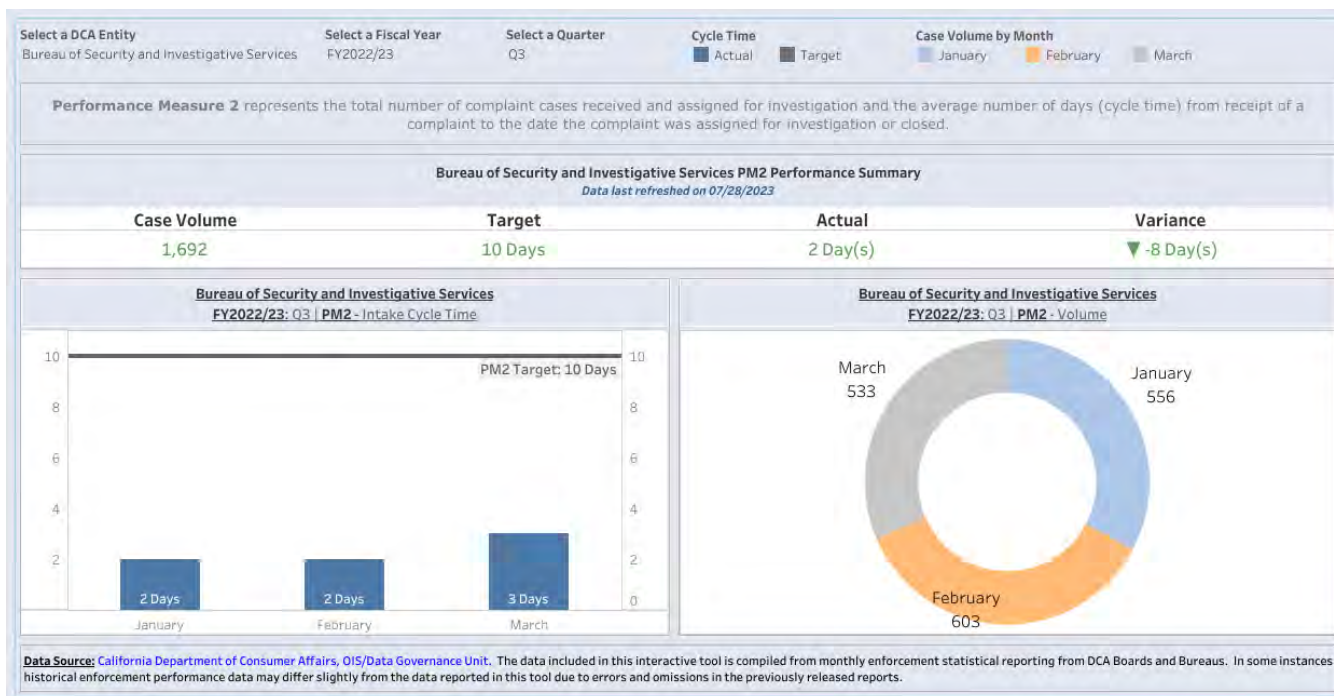 Select a DCA Entity Select a Fiscal Year Select a Quarter Cycle Time Case Volume by Month
Bureau of Security and Investigative Services FY2022/23 Q3 Actual Target January February March
Performance Measure 2 represents the total number of complaint cases received and assigned for investigation and the average number of days (cycle time) from receipt of a
complaint to the date the complaint was assigned for investigation or closed.
Bureau of Security and Investigative Services PM2 Performance Summary
Data last refreshed on 07/28/2023
Case Volume Target Actual Variance
1,692 10 Days 2 Day(s) ▼ -8 Day(s)
Bureau of Security and Investigative Services
FY2022/23: Q3 | PM2 - Intake Cycle Time
10 10
PM2 Target: 10 Days
8 8
6 6
4 4
2 2
0
2 Days 2 Days 3 Days
January February March
Bureau of Security and Investigative Services
FY2022/23: Q3 | PM2 - Volume
March
533
January
556
February
603
Data Source: California Department of Consumer Affairs, OIS/Data Governance Unit. The data included in this interactive tool is compiled from monthly enforcement statistical reporting from DCA Boards and Bureaus. In some instances
historical enforcement performance data may differ slightly from the data reported in this tool due to errors and omissions in the previously released reports.